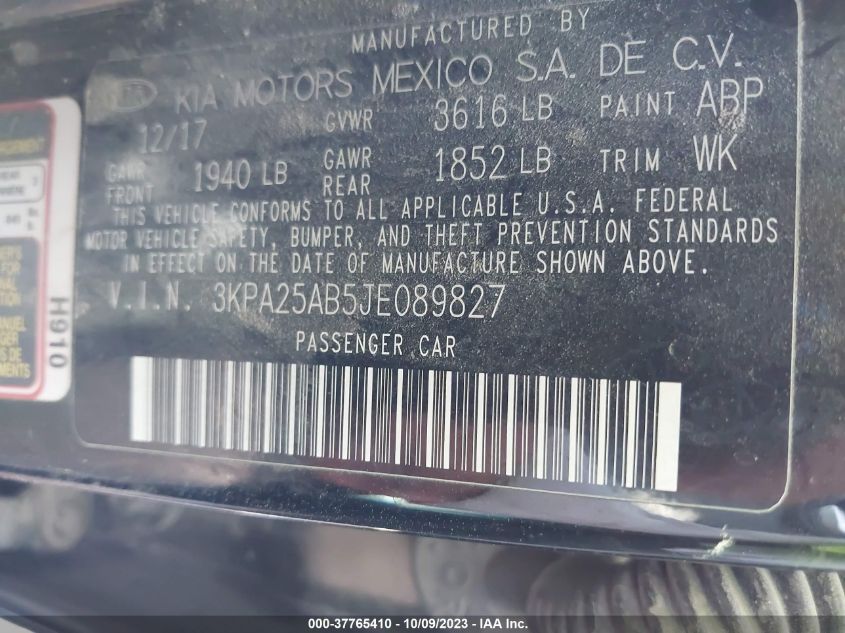 MANUFACTURED BY
KIA MOTORS MEXICO S.A. DE C.V.
12/17 GVWR 3616 LB PAINT ABP
GAWR FRONT 1940 LB GAWR REAR 1852 LB TRIM WK
THIS VEHICLE CONFORMS TO ALL APPLICABLE U.S.A. FEDERAL
MOTOR VEHICLE SAFETY, BUMPER, AND THEFT PREVENTION STANDARDS
IN EFFECT ON THE DATE OF MANUFACTURE SHOWN ABOVE.
V.I.N. 3KPA25AB5JE089827
PASSENGER CAR
H910
000-37765410 - 10/09/2023 - IAA Inc.